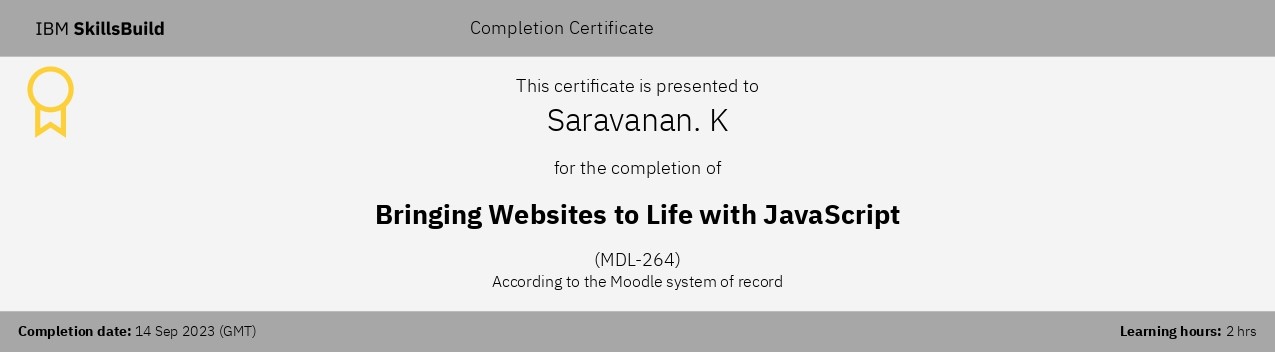 IBM SkillsBuild
Completion Certificate
This certificate is presented to
Saravanan. K
for the completion of
Bringing Websites to Life with JavaScript
(MDL-264)
According to the Moodle system of record
Completion date: 14 Sep 2023 (GMT)
Learning hours: 2 hrs